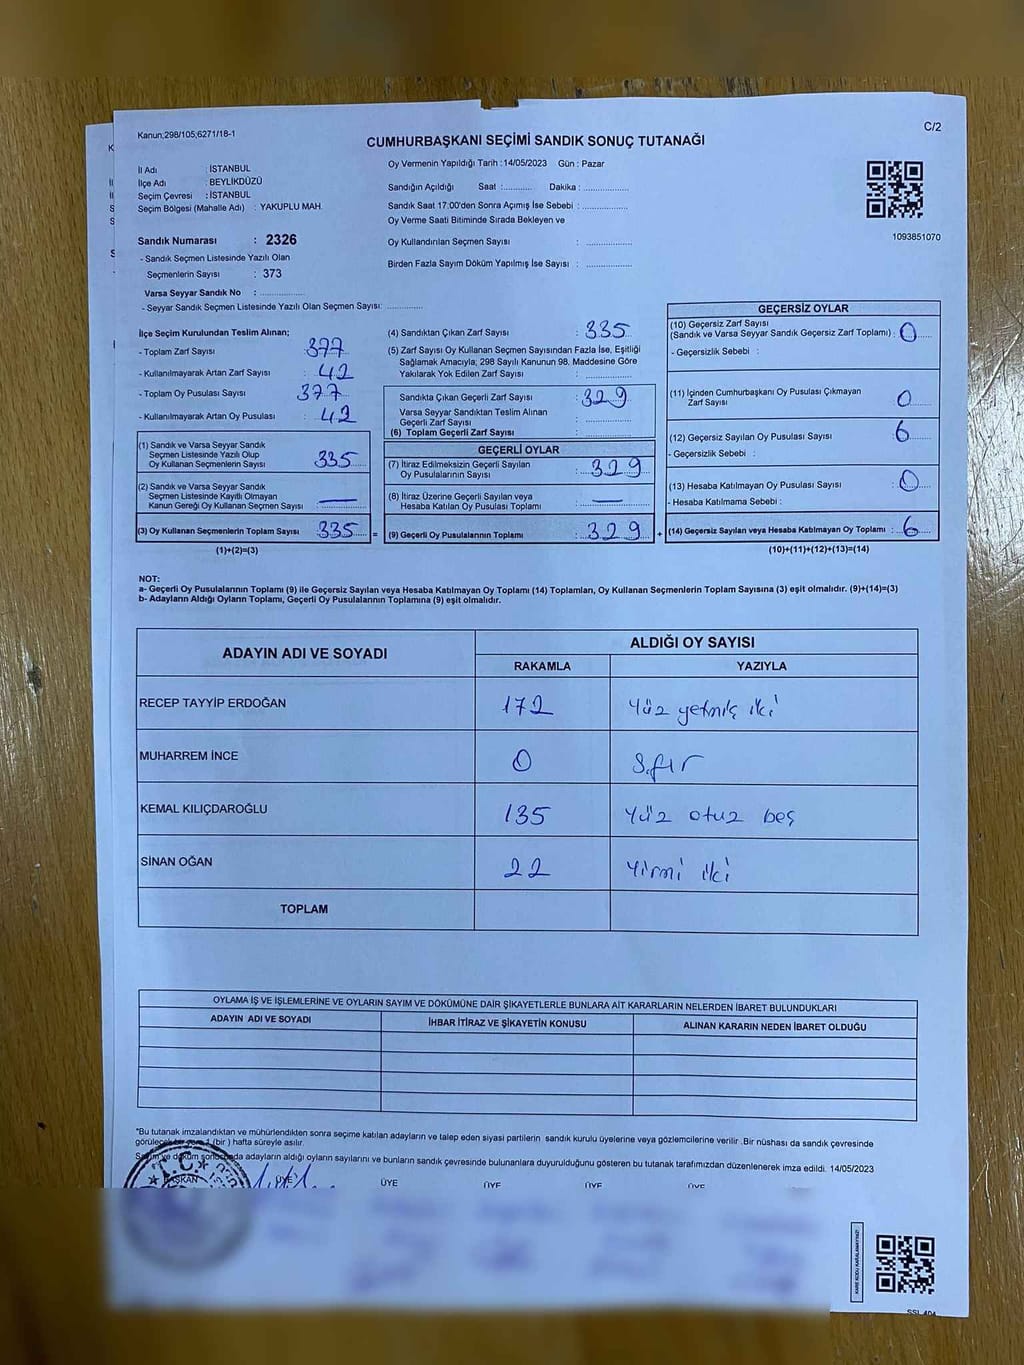 Kanun;298/105;6271/18-1
C/2
CUMHURBAŞKANI SEÇİMİ SANDIK SONUÇ TUTANAĞI
İl Adı : İSTANBUL
İlçe Adı : BEYLİKDÜZÜ
Seçim Çevresi : İSTANBUL
Seçim Bölgesi (Mahalle Adı) : YAKUPLU MAH.
Sandık Numarası : 2326
- Sandık Seçmen Listesinde Yazılı Olan
Seçmenlerin Sayısı : 373
Varsa Seyyar Sandık No : ............
- Seyyar Sandık Seçmen Listesinde Yazılı Olan Seçmen Sayısı: ............
Oy Vermenin Yapıldığı Tarih : 14/05/2023 Gün : Pazar
Sandığın Açıldığı Saat :............ Dakika : ............
Sandık Saat 17:00'den Sonra Açımış İse Sebebi : ............
Oy Verme Saati Bitiminde Sırada Bekleyen ve
Oy Kullandırılan Seçmen Sayısı : ............
Birden Fazla Sayım Döküm Yapılmış İse Sayısı : ............
1093851070
İlçe Seçim Kurulundan Teslim Alınan;
- Toplam Zarf Sayısı : 377
- Kullanılmayarak Artan Zarf Sayısı : 42
- Toplam Oy Pusulası Sayısı : 377
- Kullanılmayarak Artan Oy Pusulası : 42
(1) Sandık ve Varsa Seyyar Sandık
Seçmen Listesinde Yazılı Olup
Oy Kullanan Seçmenlerin Sayısı : 335
(2) Sandık ve Varsa Seyyar Sandık
Seçmen Listesinde Kayıtlı Olmayan
Kanun Gereği Oy Kullanan Seçmen Sayısı : —
(3) Oy Kullanan Seçmenlerin Toplam Sayısı : 335 =
(1)+(2)=(3)
(4) Sandıktan Çıkan Zarf Sayısı : 335
(5) Zarf Sayısı Oy Kullanan Seçmen Sayısından Fazla İse, Eşitliği
Sağlamak Amacıyla; 298 Sayılı Kanunun 98. Maddesine Göre
Yakılarak Yok Edilen Zarf Sayısı : ............
Sandıkta Çıkan Geçerli Zarf Sayısı : 329
Varsa Seyyar Sandıktan Teslim Alınan
Geçerli Zarf Sayısı : ............
(6) Toplam Geçerli Zarf Sayısı : ............
GEÇERLİ OYLAR
(7) İtiraz Edilmeksizin Geçerli Sayılan
Oy Pusulalarının Sayısı : 329
(8) İtiraz Üzerine Geçerli Sayılan veya
Hesaba Katılan Oy Pusulası Toplamı : —
(9) Geçerli Oy Pusulalarının Toplamı : 329 +
GEÇERSİZ OYLAR
(10) Geçersiz Zarf Sayısı
(Sandık ve Varsa Seyyar Sandık Geçersiz Zarf Toplamı) : 0
- Geçersizlik Sebebi :
(11) İçinden Cumhurbaşkanı Oy Pusulası Çıkmayan
Zarf Sayısı : 0
(12) Geçersiz Sayılan Oy Pusulası Sayısı : 6
- Geçersizlik Sebebi :
(13) Hesaba Katılmayan Oy Pusulası Sayısı : 0
- Hesaba Katılmama Sebebi :
(14) Geçersiz Sayılan veya Hesaba Katılmayan Oy Toplamı : 6
(10)+(11)+(12)+(13)=(14)
NOT:
a- Geçerli Oy Pusulalarının Toplamı (9) ile Geçersiz Sayılan veya Hesaba Katılmayan Oy Toplamı (14) Toplamları, Oy Kullanan Seçmenlerin Toplam Sayısına (3) eşit olmalıdır. (9)+(14)=(3)
b- Adayların Aldığı Oyların Toplamı, Geçerli Oy Pusulalarının Toplamına (9) eşit olmalıdır.
ADAYIN ADI VE SOYADI
ALDIĞI OY SAYISI
RAKAMLA YAZIYLA
RECEP TAYYİP ERDOĞAN 172 Yüz yetmiş iki
MUHARREM İNCE 0 Sıfır
KEMAL KILIÇDAROĞLU 135 Yüz otuz beş
SİNAN OĞAN 22 Yirmi iki
TOPLAM
OYLAMA İŞ VE İŞLEMLERİNE VE OYLARIN SAYIM VE DÖKÜMÜNE DAİR ŞİKAYETLERLE BUNLARA AİT KARARLARIN NELERDEN İBARET BULUNDUKLARI
ADAYIN ADI VE SOYADI İHBAR İTİRAZ VE ŞİKAYETİN KONUSU ALINAN KARARIN NEDEN İBARET OLDUĞU
*Bu tutanak imzalandıktan ve mühürlendikten sonra seçime katılan adayların ve talep eden siyasi partilerin sandık kurulu üyelerine veya gözlemcilerine verilir .Bir nüshası da sandık çevresinde
görülecek bir yere 1 (bir ) hafta süreyle asılır.
Sayım ve döküm sonucunda adayların aldığı oyların sayılarını ve bunların sandık çevresinde bulunanlara duyurulduğunu gösteren bu tutanak tarafımızdan düzenlenerek imza edildi. 14/05/2023
T.C.
BAŞKAN ÜYE ÜYE ÜYE ÜYE ÜYE